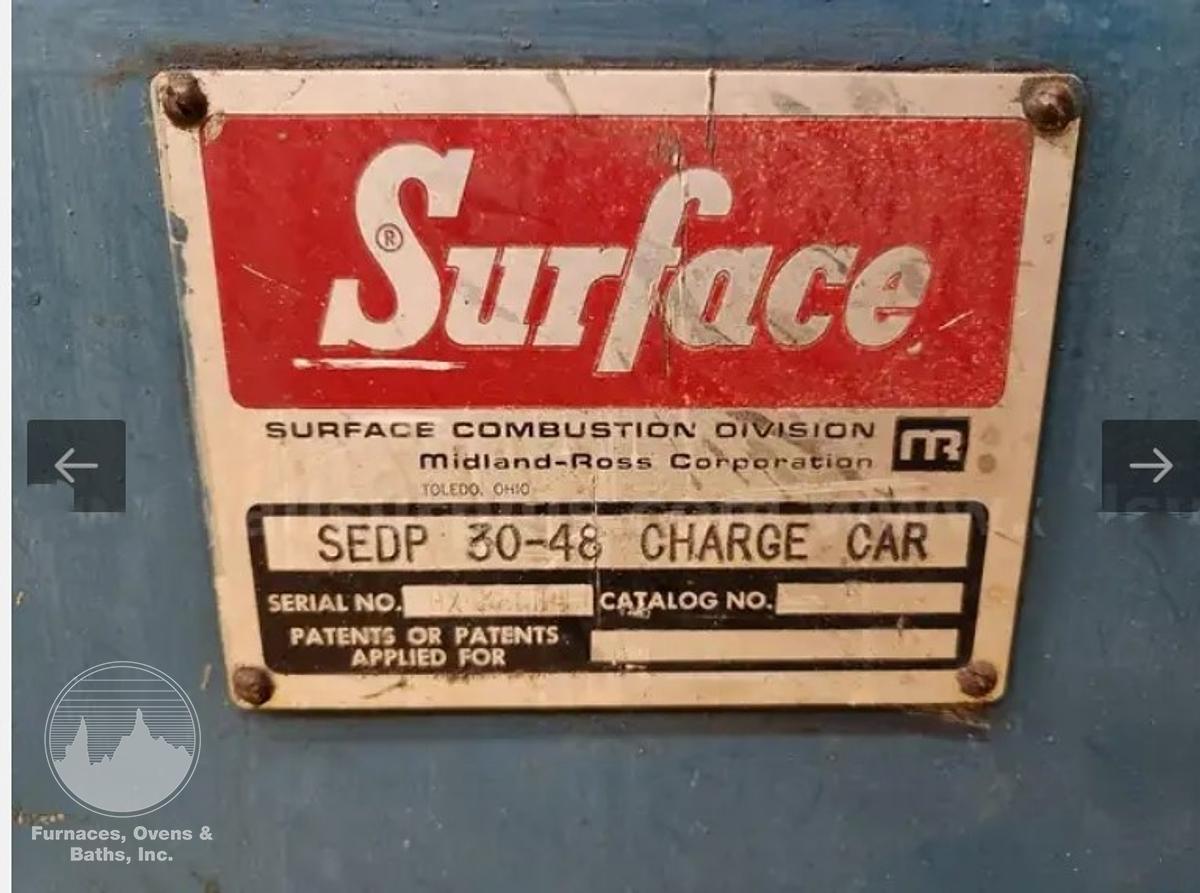 Surface
®
SURFACE COMBUSTION DIVISION
Midland-Ross Corporation
TOLEDO, OHIO
SEDP 30-48 CHARGE CAR
SERIAL NO.
CATALOG NO.
PATENTS OR PATENTS
APPLIED FOR
Furnaces, Ovens &
Baths, Inc.